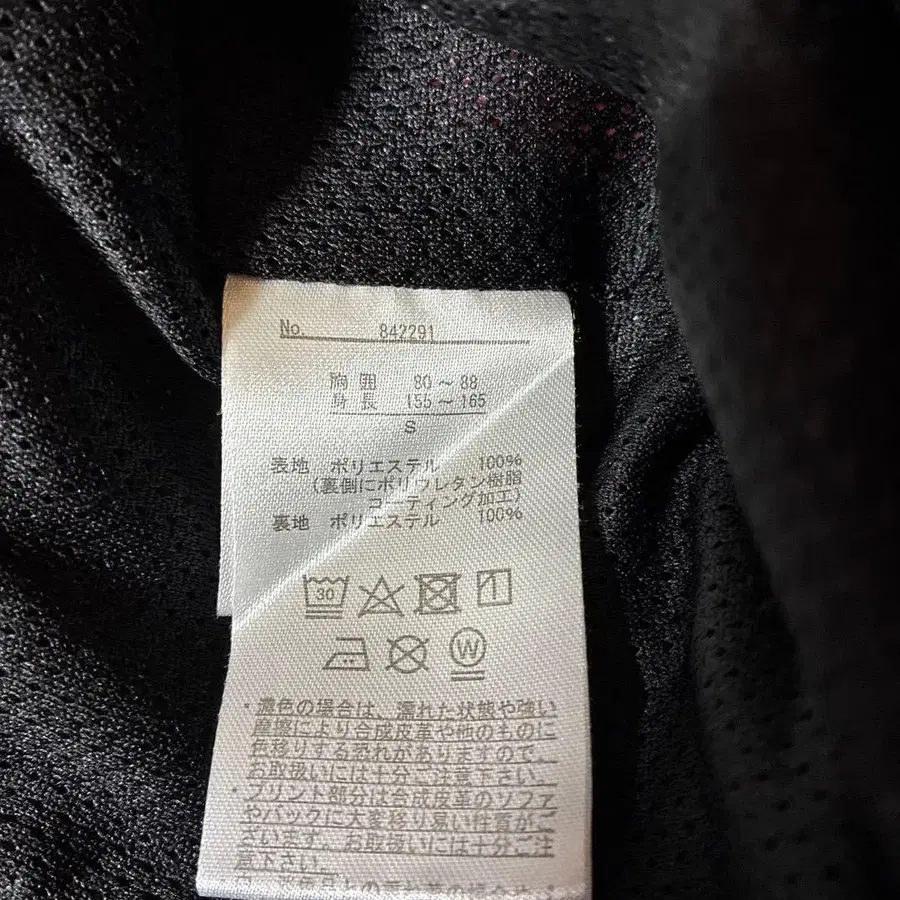 No. 842291
胸囲 80～88
身長 155～165
S
表地 ポリエステル 100%
(裏側にポリウレタン樹脂
コーティング加工)
裏地 ポリエステル 100%
30
W
・濃色の場合は、濡れた状態や強い
摩擦により合成皮革や他のものに
色移りする恐れがありますので、
お取扱いには十分ご注意下さい。
・プリント部分は合成皮革のソファ
やバックに大変移り易い性質がご
ざいます。お取扱いには十分ご注
意下さい